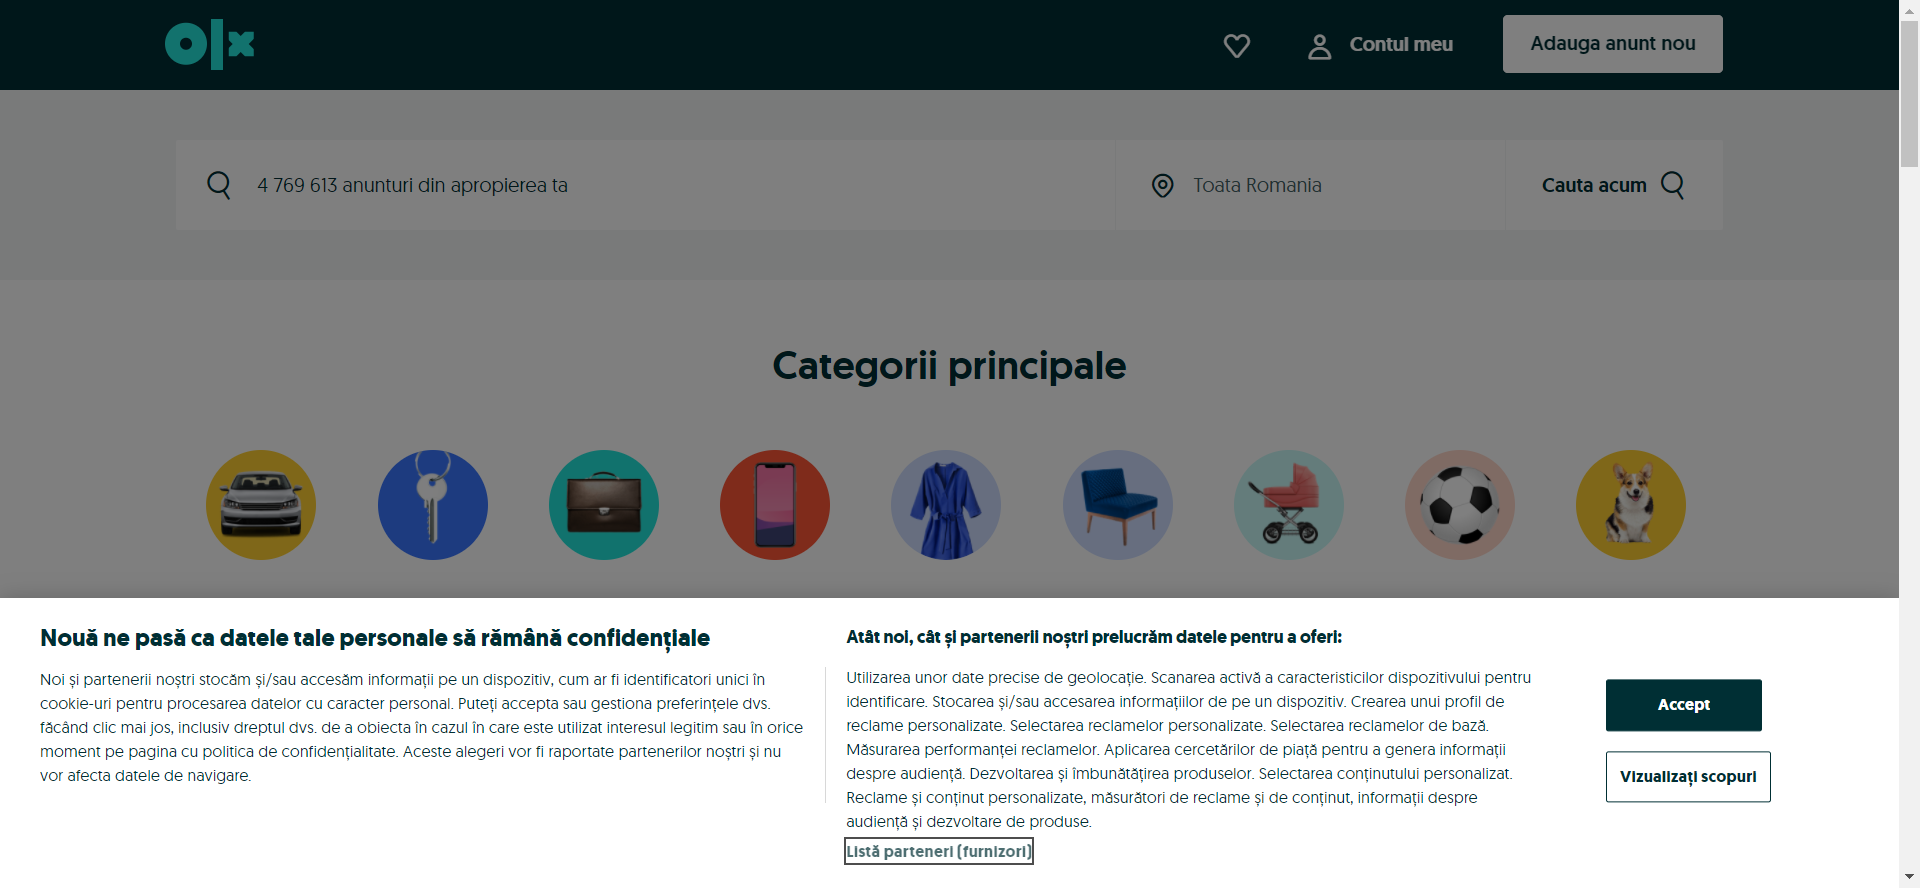 olx
Contul meu
Adauga anunt nou
4 769 613 anunturi din apropierea ta
Toata Romania
Cauta acum
Categorii principale
Nouă ne pasă ca datele tale personale să rămână confidențiale
Noi și partenerii noștri stocăm și/sau accesăm informații pe un dispozitiv, cum ar fi identificatori unici în
cookie-uri pentru procesarea datelor cu caracter personal. Puteți accepta sau gestiona preferințele dvs.
făcând clic mai jos, inclusiv dreptul dvs. de a obiecta în cazul în care este utilizat interesul legitim sau în orice
moment pe pagina cu politica de confidențialitate. Aceste alegeri vor fi raportate partenerilor noștri și nu
vor afecta datele de navigare.
Atât noi, cât și partenerii noștri prelucrăm datele pentru a oferi:
Utilizarea unor date precise de geolocație. Scanarea activă a caracteristicilor dispozitivului pentru
identificare. Stocarea și/sau accesarea informațiilor de pe un dispozitiv. Crearea unui profil de
reclame personalizate. Selectarea reclamelor personalizate. Selectarea reclamelor de bază.
Măsurarea performanței reclamelor. Aplicarea cercetărilor de piață pentru a genera informații
despre audiență. Dezvoltarea și îmbunătățirea produselor. Selectarea conținutului personalizat.
Reclame și conținut personalizate, măsurători de reclame și de conținut, informații despre
audiență și dezvoltare de produse.
Listă parteneri (furnizori)
Accept
Vizualizați scopuri